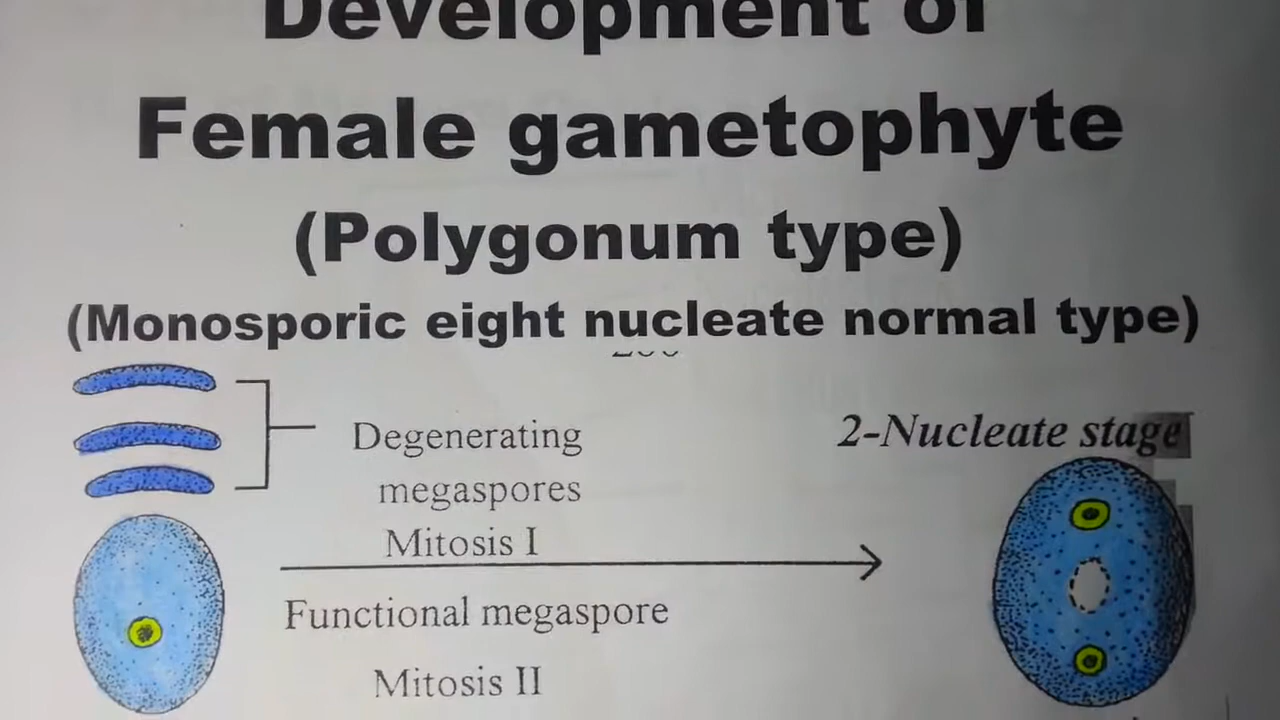 Development of
Female gametophyte
(Polygonum type)
(Monosporic eight nucleate normal type)
Degenerating
megaspores
2-Nucleate stage
Mitosis I
Functional megaspore
Mitosis II